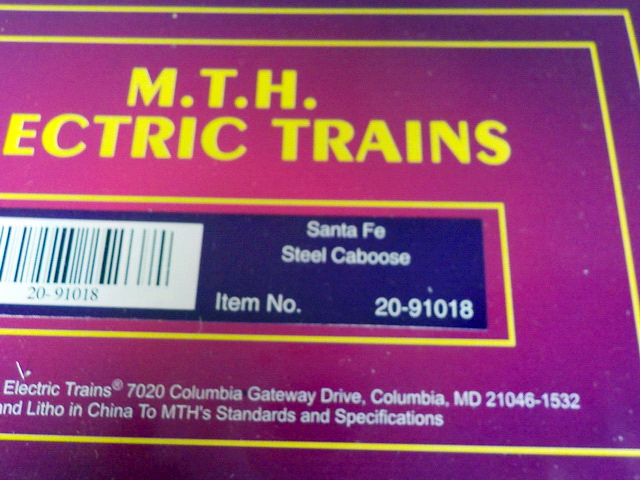 M.T.H.
ECTRIC TRAINS
Santa Fe
Steel Caboose
20-91018
Item No. 20-91018
Electric Trains® 7020 Columbia Gateway Drive, Columbia, MD 21046-1532
nd Litho in China To MTH's Standards and Specifications